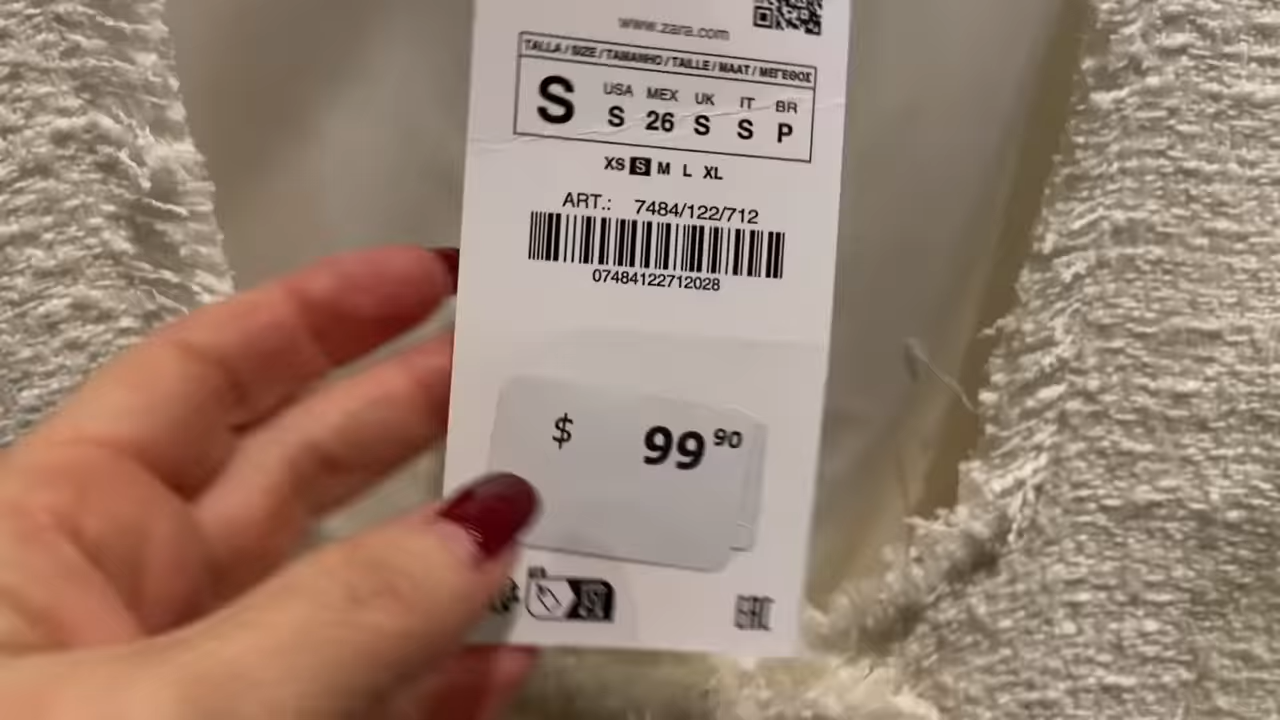 www.zara.com
TALLA / SIZE / TAMANHO / TAILLE / MAAT / ΜΕΓΕΘΟΣ
S
USA MEX UK IT BR
S 26 S S P
XS S M L XL
ART.: 7484/122/712
07484122712028
$ 99 90
EAC